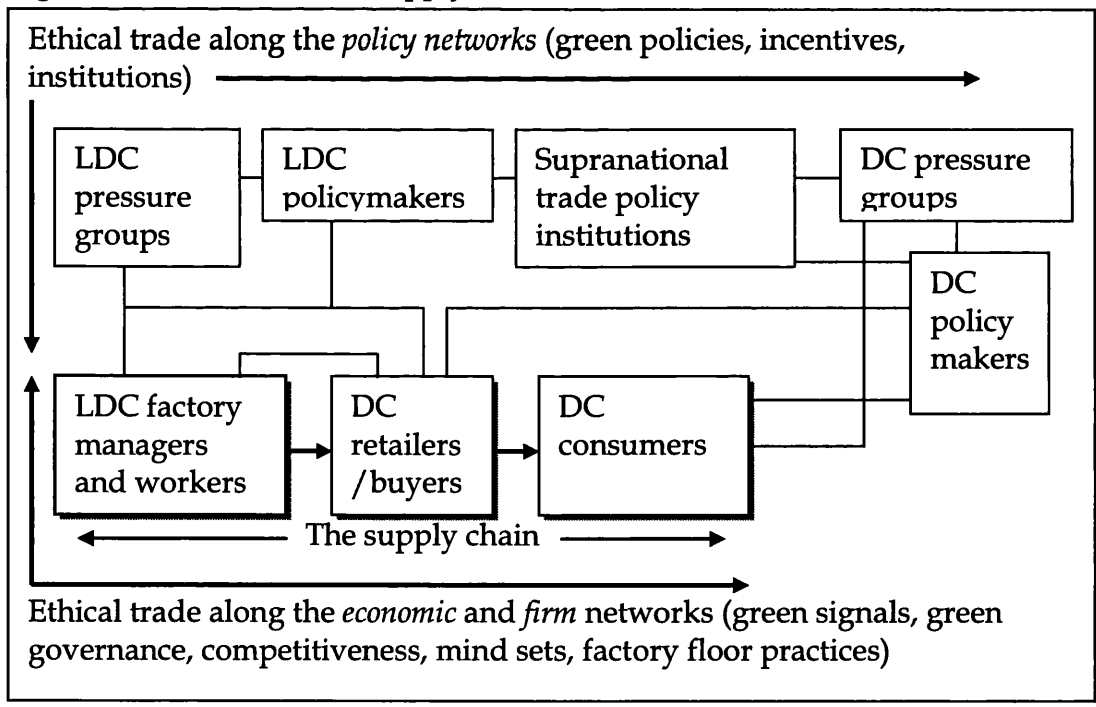 Ethical trade along the policy networks (green policies, incentives,
institutions)
LDC
pressure
groups
LDC
policymakers
Supranational
trade policy
institutions
DC pressure
groups
DC
policy
makers
LDC factory
managers
and workers
DC
retailers
/buyers
DC
consumers
The supply chain
Ethical trade along the economic and firm networks (green signals, green
governance, competitiveness, mind sets, factory floor practices)